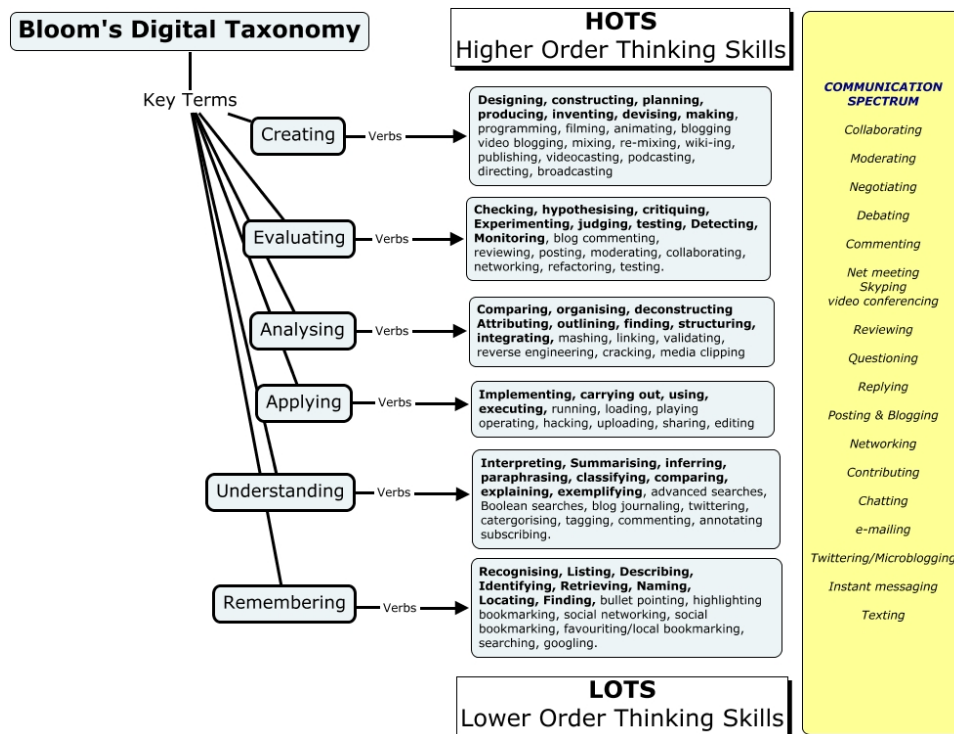 Bloom's Digital Taxonomy
HOTS
Higher Order Thinking Skills
Key Terms
Creating
Verbs
Designing, constructing, planning,
producing, inventing, devising, making,
programming, filming, animating, blogging
video blogging, mixing, re-mixing, wiki-ing,
publishing, videocasting, podcasting,
directing, broadcasting
Evaluating
Verbs
Checking, hypothesising, critiquing,
Experimenting, judging, testing, Detecting,
Monitoring, blog commenting,
reviewing, posting, moderating, collaborating,
networking, refactoring, testing.
Analysing
Verbs
Comparing, organising, deconstructing
Attributing, outlining, finding, structuring,
integrating, mashing, linking, validating,
reverse engineering, cracking, media clipping
Applying
Verbs
Implementing, carrying out, using,
executing, running, loading, playing
operating, hacking, uploading, sharing, editing
Understanding
Verbs
Interpreting, Summarising, inferring,
paraphrasing, classifying, comparing,
explaining, exemplifying, advanced searches,
Boolean searches, blog journaling, twittering,
catergorising, tagging, commenting, annotating
subscribing.
Remembering
Verbs
Recognising, Listing, Describing,
Identifying, Retrieving, Naming,
Locating, Finding, bullet pointing, highlighting
bookmarking, social networking, social
bookmarking, favouriting/local bookmarking,
searching, googling.
LOTS
Lower Order Thinking Skills
COMMUNICATION
SPECTRUM
Collaborating
Moderating
Negotiating
Debating
Commenting
Net meeting
Skyping
video conferencing
Reviewing
Questioning
Replying
Posting & Blogging
Networking
Contributing
Chatting
e-mailing
Twittering/Microblogging
Instant messaging
Texting